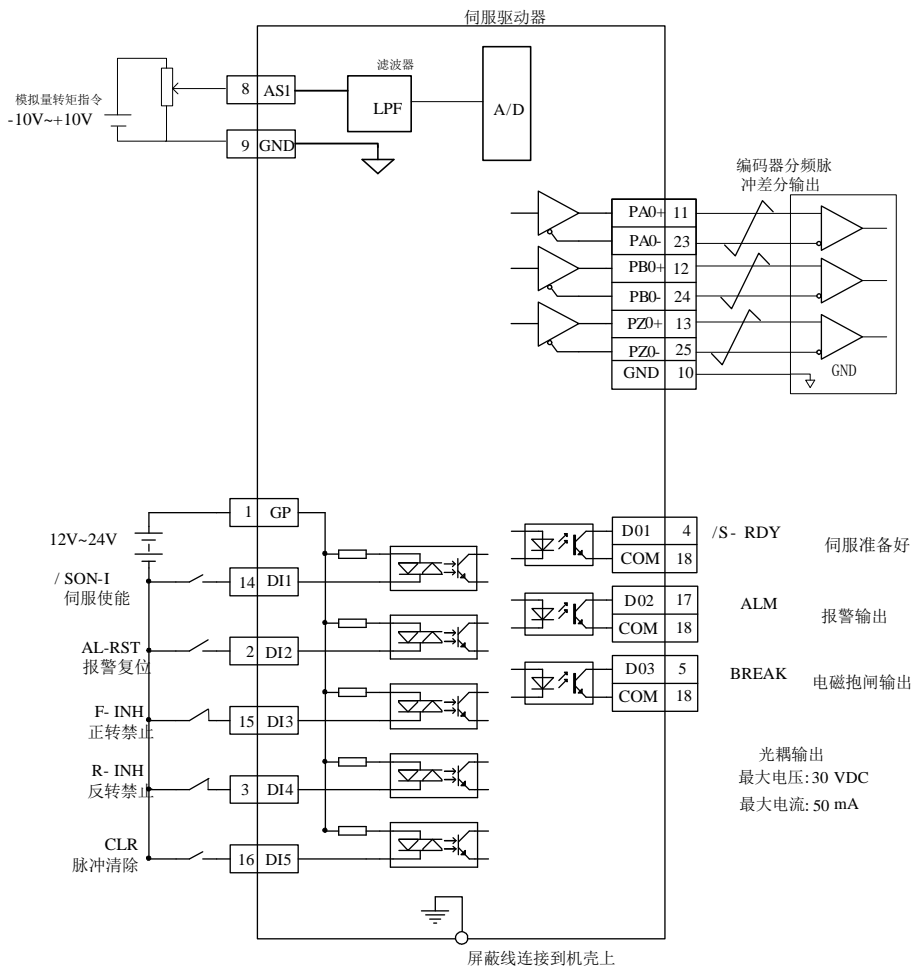 伺服驱动器
滤波器
8 AS1
LPF
A/D
模拟量转矩指令
-10V~+10V
9 GND
编码器分频脉
冲差分输出
PA0+ 11
PA0- 23
PB0+ 12
PB0- 24
PZ0+ 13
PZ0- 25
GND 10
GND
1 GP
12V~24V
/ SON-I
伺服使能
14 DI1
AL-RST
报警复位
2 DI2
F- INH
正转禁止
15 DI3
R- INH
反转禁止
3 DI4
CLR
脉冲清除
16 DI5
D01 4 /S- RDY
COM 18
伺服准备好
D02 17 ALM
COM 18
报警输出
D03 5 BREAK
COM 18
电磁抱闸输出
光耦输出
最大电压: 30 VDC
最大电流: 50 mA
屏蔽线连接到机壳上